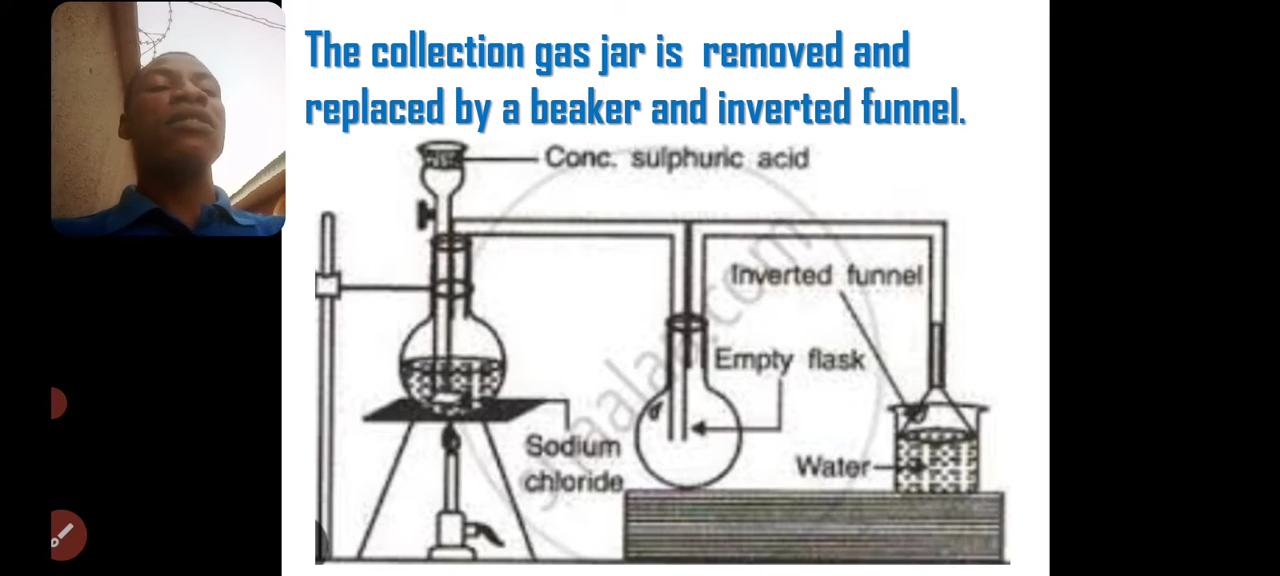 The collection gas jar is removed and
replaced by a beaker and inverted funnel.
Conc. sulphuric acid
Inverted funnel
Empty flask
Sodium
chloride
Water